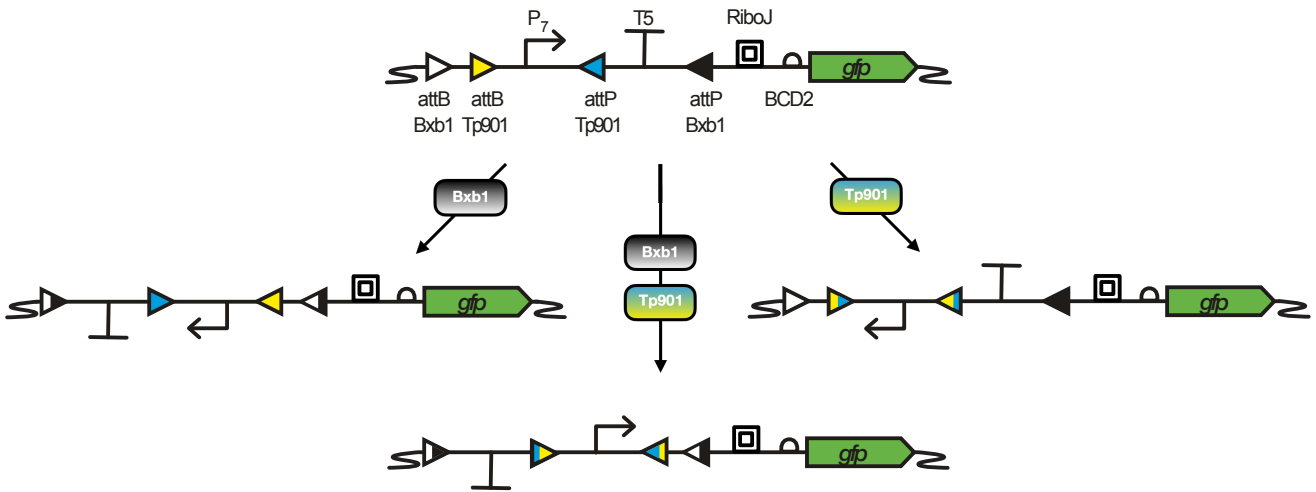 P7 T5 RiboJ
gfp
attB attB attP attP BCD2
Bxb1 Tp901 Tp901 Bxb1
Bxb1 Tp901
Bxb1
Tp901
gfp gfp
gfp